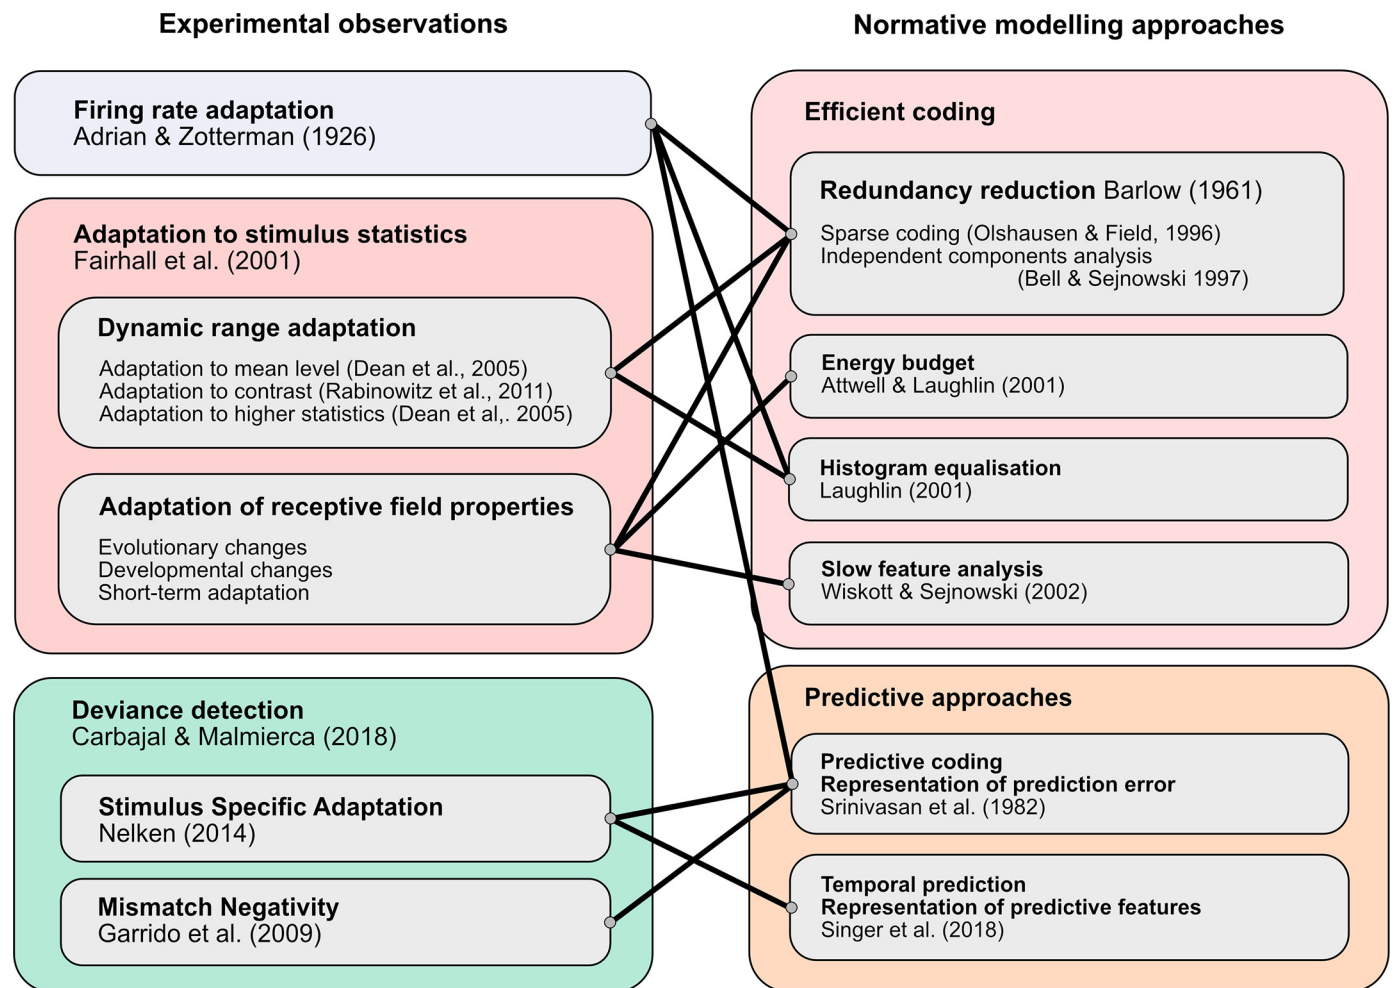 Experimental observations
Firing rate adaptation
Adrian & Zotterman (1926)
Adaptation to stimulus statistics
Fairhall et al. (2001)
Dynamic range adaptation
Adaptation to mean level (Dean et al., 2005)
Adaptation to contrast (Rabinowitz et al., 2011)
Adaptation to higher statistics (Dean et al,. 2005)
Adaptation of receptive field properties
Evolutionary changes
Developmental changes
Short-term adaptation
Deviance detection
Carbajal & Malmierca (2018)
Stimulus Specific Adaptation
Nelken (2014)
Mismatch Negativity
Garrido et al. (2009)
Normative modelling approaches
Efficient coding
Redundancy reduction Barlow (1961)
Sparse coding (Olshausen & Field, 1996)
Independent components analysis
(Bell & Sejnowski 1997)
Energy budget
Attwell & Laughlin (2001)
Histogram equalisation
Laughlin (2001)
Slow feature analysis
Wiskott & Sejnowski (2002)
Predictive approaches
Predictive coding
Representation of prediction error
Srinivasan et al. (1982)
Temporal prediction
Representation of predictive features
Singer et al. (2018)